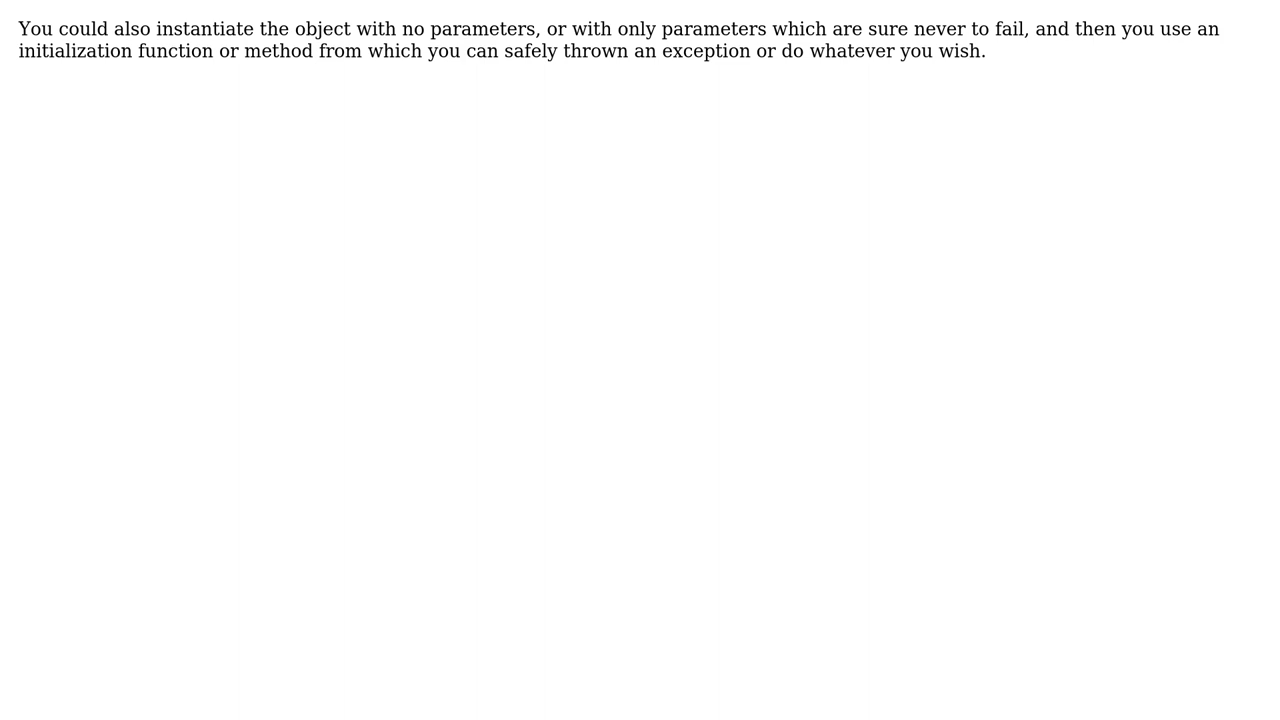 You could also instantiate the object with no parameters, or with only parameters which are sure never to fail, and then you use an
initialization function or method from which you can safely thrown an exception or do whatever you wish.